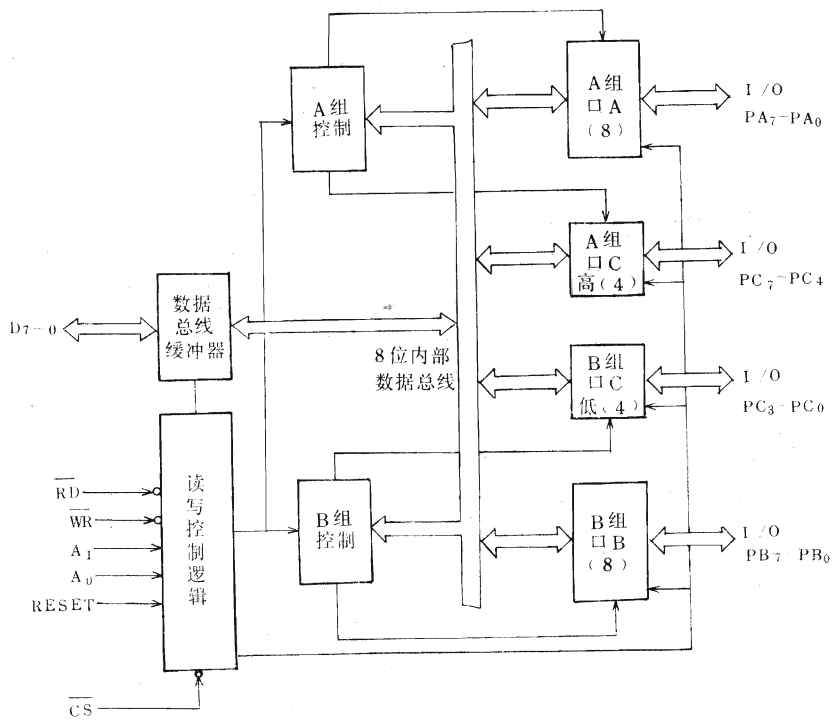 A组
控制
A组
口A
(8)
I/O
PA₇~PA₀
A组
口C
高(4)
I/O
PC₇~PC₄
D7-0
数据
总线
缓冲器
8位内部
数据总线
B组
口C
低(4)
I/O
PC₃-PC₀
读写控制逻辑
R̅D̅
W̅R̅
A₁
A₀
RESET
C̅S̅
B组
控制
B组
口B
(8)
I/O
PB₇-PB₀